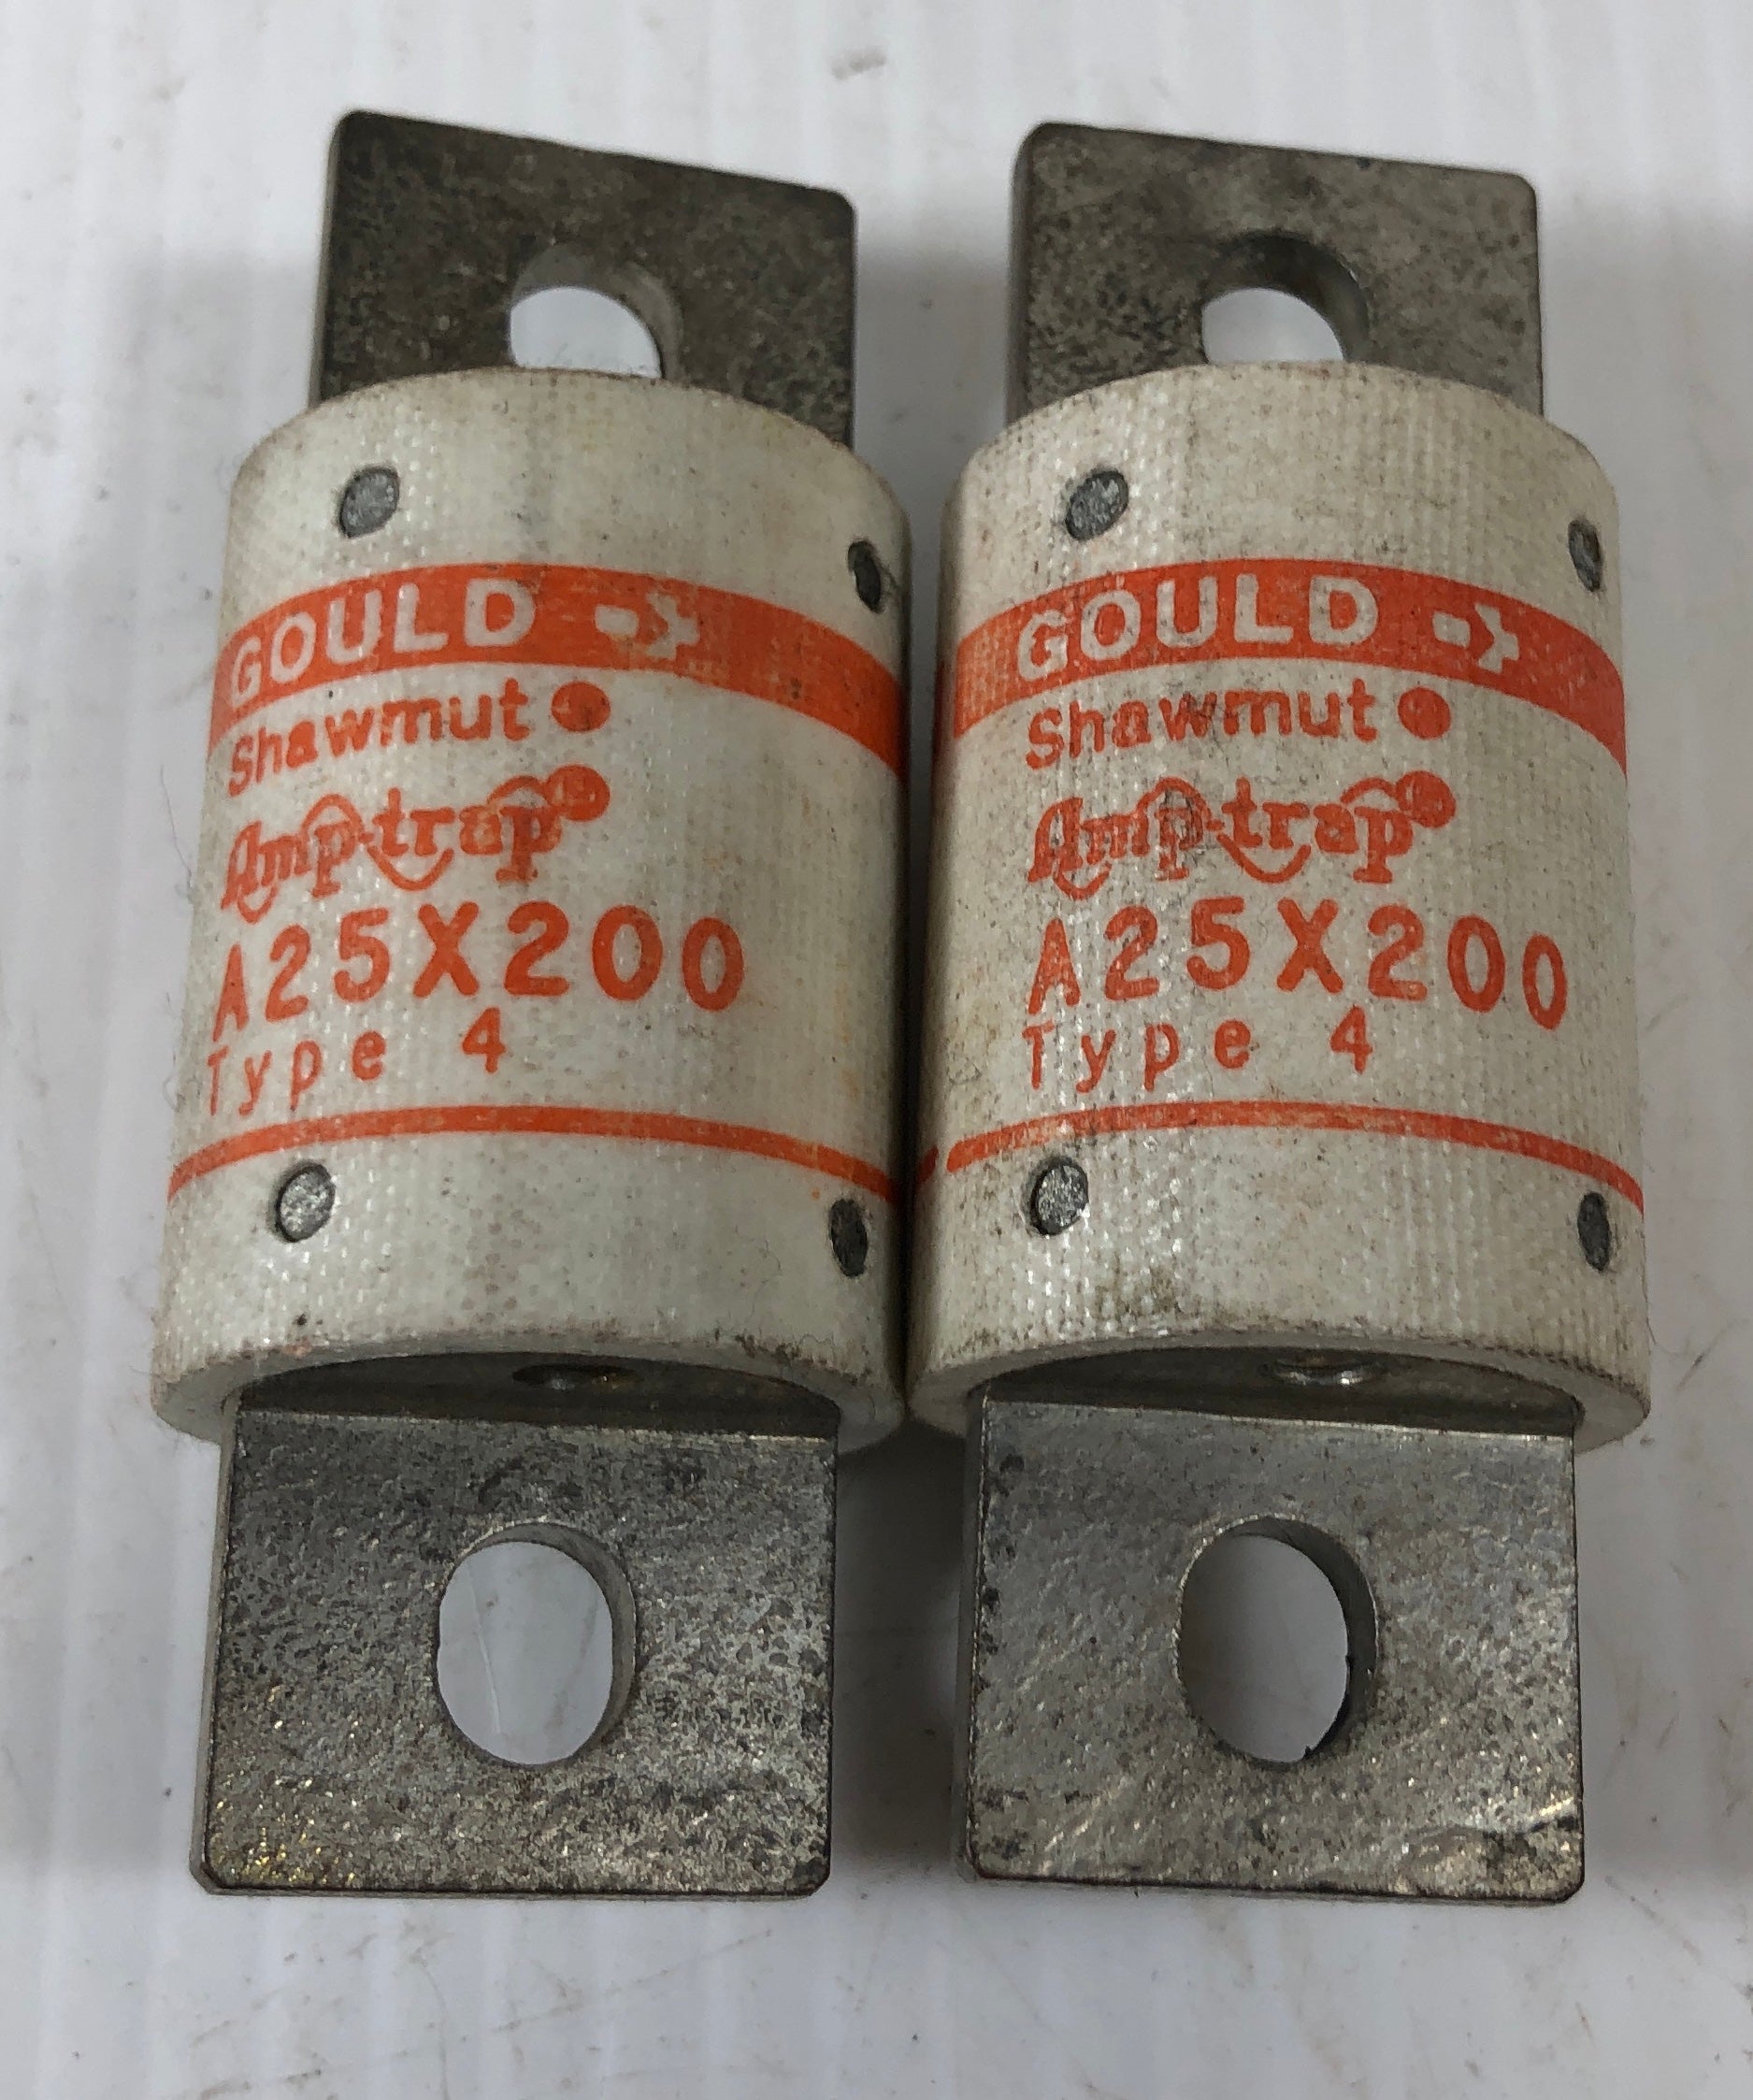 GOULD
Shawmut
Amp-trap
A25X200
Type 4
GOULD
Shawmut
Amp-trap
A25X200
Type 4